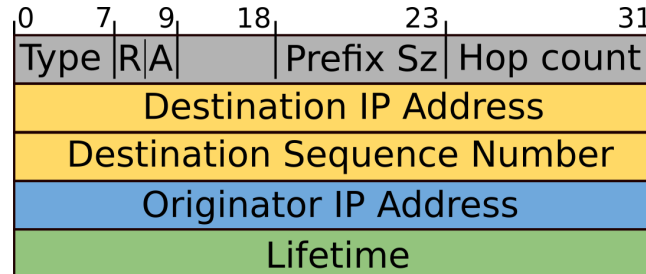 0 7 9 18 23 31
Type R A Prefix Sz Hop count
Destination IP Address
Destination Sequence Number
Originator IP Address
Lifetime